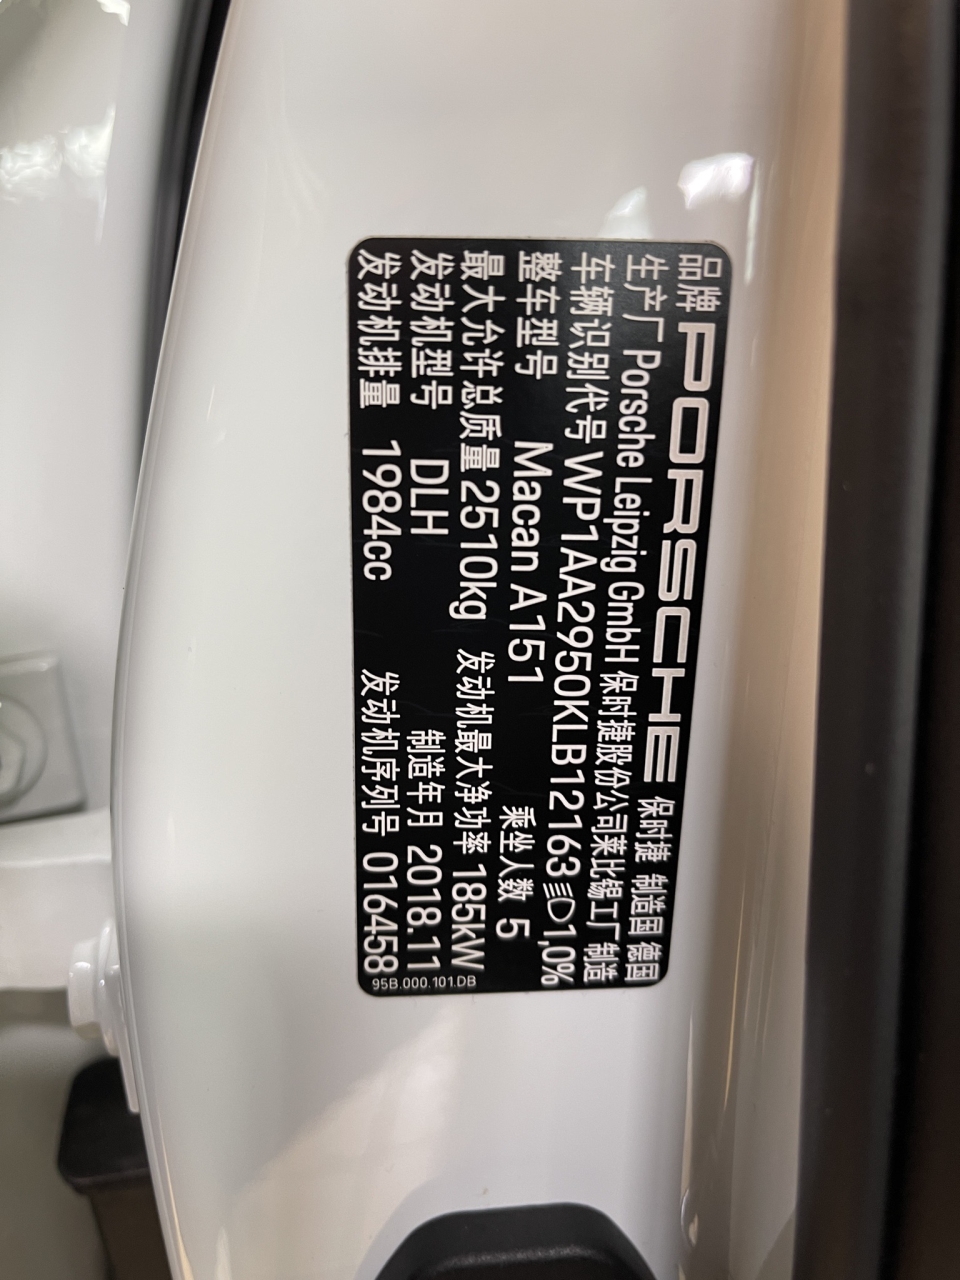 品牌 PORSCHE 保时捷 制造国 德国
生产厂 Porsche Leipzig GmbH 保时捷股份公司莱比锡工厂 制造
车辆识别代号 WP1AA2950KLB12163 1,0%
整车型号 Macan A151 乘坐人数 5
最大允许总质量 2510kg 发动机最大净功率 185kW
发动机型号 DLH 制造年月 2018.11
发动机排量 1984cc 发动机序列号 016458
95B.000.101.DB